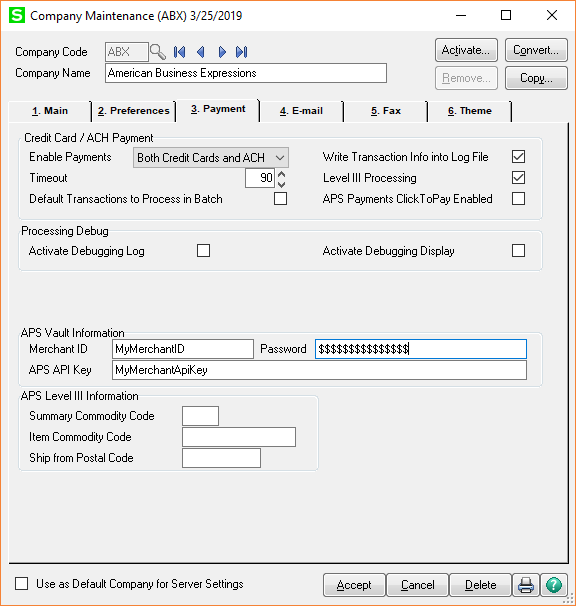 S Company Maintenance (ABX) 3/25/2019
Company Code ABX Activate... Convert...
Company Name American Business Expressions Remove... Copy...
1. Main 2. Preferences 3. Payment 4. E-mail 5. Fax 6. Theme
Credit Card / ACH Payment
Enable Payments Both Credit Cards and ACH Write Transaction Info into Log File
Timeout 90 Level III Processing
Default Transactions to Process in Batch APS Payments ClickToPay Enabled
Processing Debug
Activate Debugging Log Activate Debugging Display
APS Vault Information
Merchant ID MyMerchantID Password $$$$$$$$$$$$$$$
APS API Key MyMerchantApiKey
APS Level III Information
Summary Commodity Code
Item Commodity Code
Ship from Postal Code
Use as Default Company for Server Settings Accept Cancel Delete ?